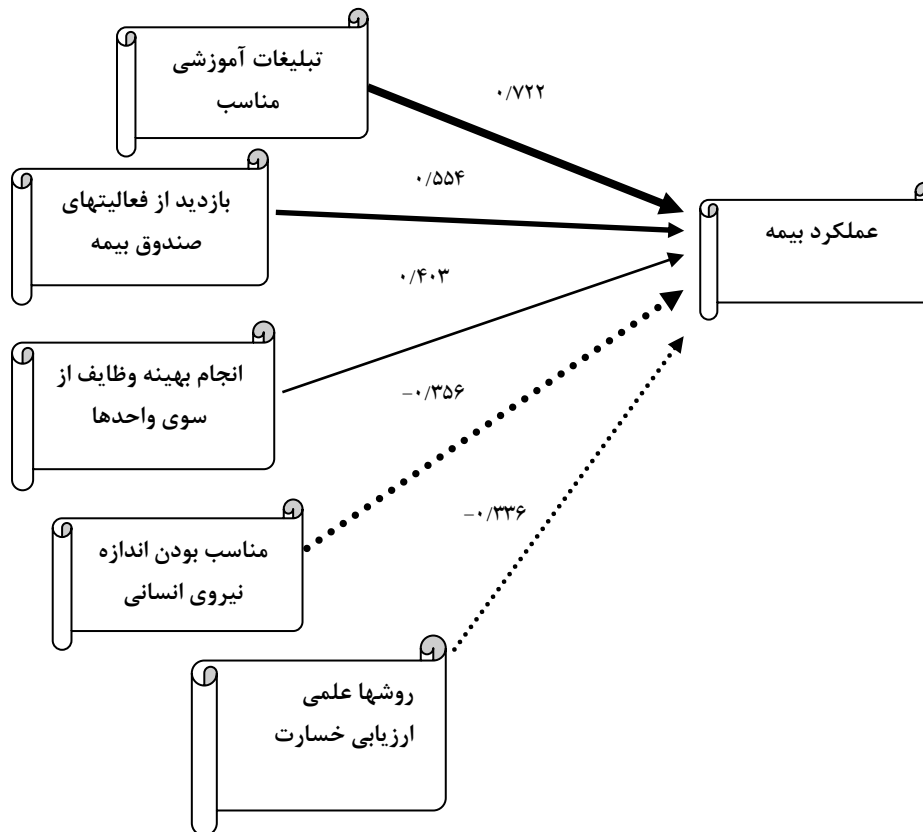 تبلیغات آموزشی
مناسب
۰/۷۲۲
بازدید از فعالیتهای
صندوق بیمه
۰/۵۵۴
عملکرد بیمه
۰/۴۰۳
انجام بهینه وظایف از
سوی واحدها
−۰/۳۵۶
مناسب بودن اندازه
نیروی انسانی
−۰/۳۳۶
روشها علمی
ارزیابی خسارت